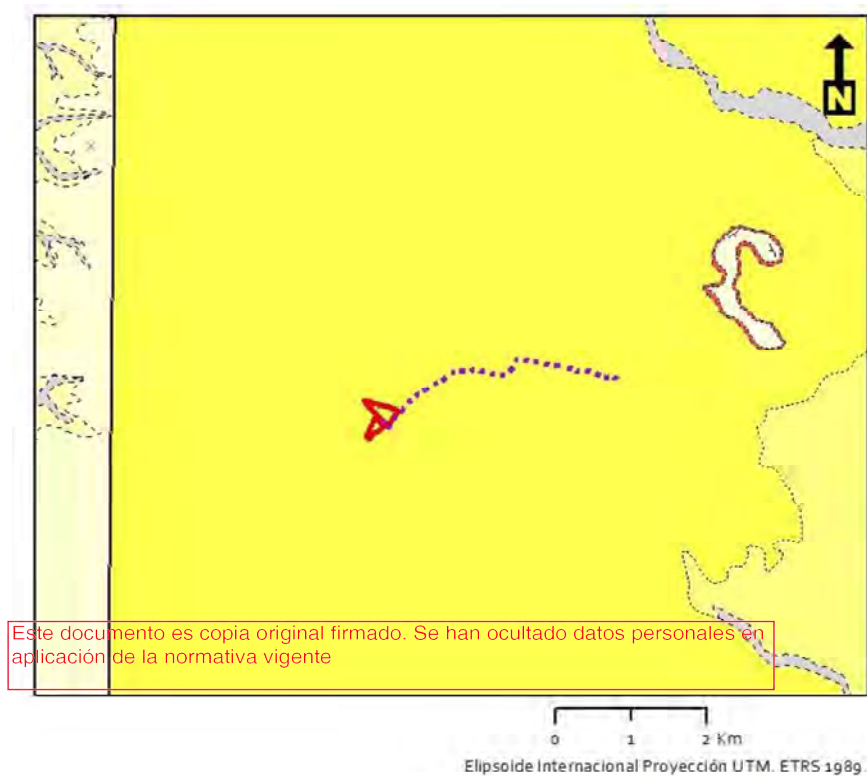 N
Este documento es copia original firmado. Se han ocultado datos personales en
aplicación de la normativa vigente
0 1 2 Km
Elipsoide Internacional Proyección UTM. ETRS 1989